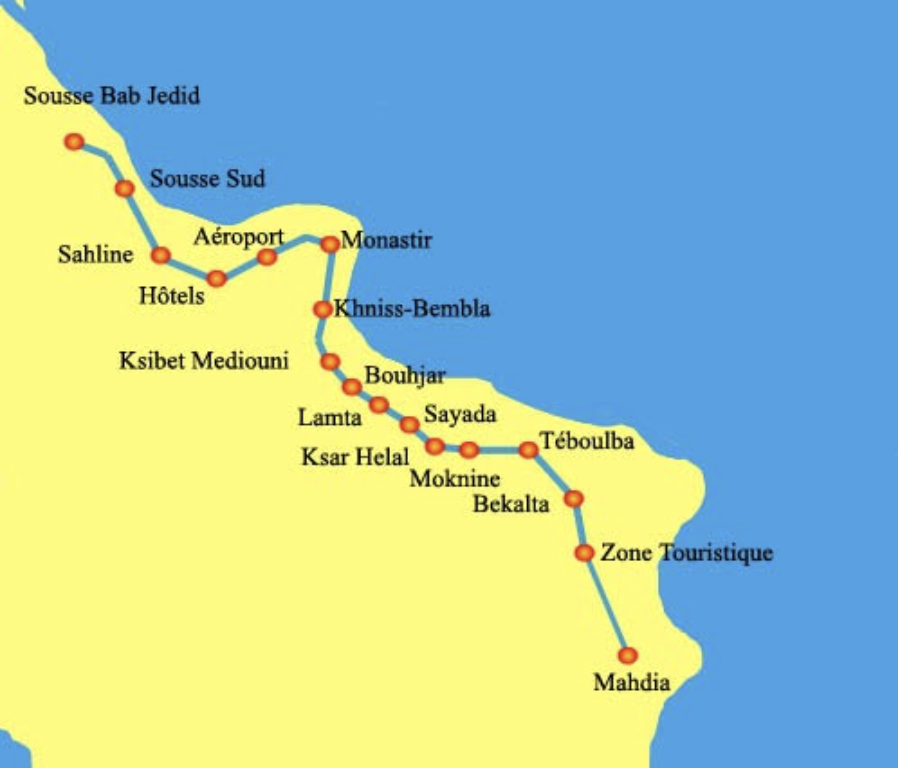 Sousse Bab Jedid
Sousse Sud
Sahline
Aéroport
Monastir
Hôtels
Khniss-Bembla
Ksibet Mediouni
Bouhjar
Lamta
Sayada
Ksar Helal
Téboulba
Moknine
Bekalta
Zone Touristique
Mahdia